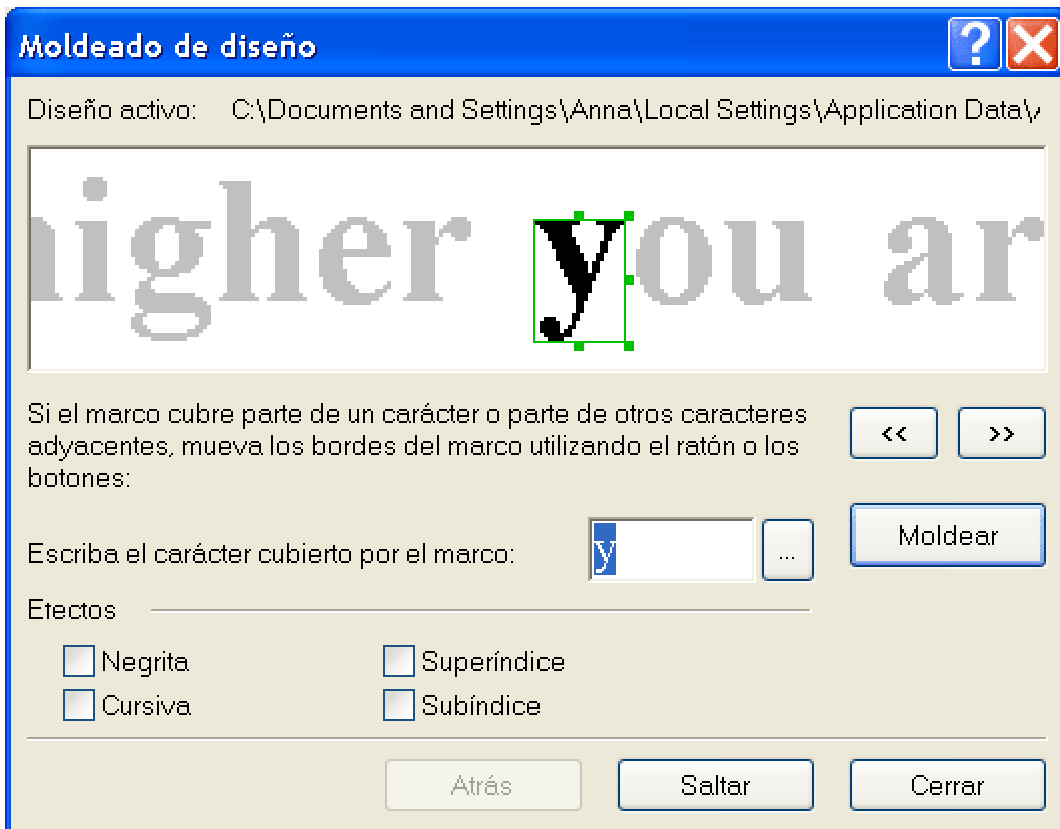 Moldeado de diseño
Diseño activo: C:\Documents and Settings\Anna\Local Settings\Application Data\
higher you ar
Si el marco cubre parte de un carácter o parte de otros caracteres
adyacentes, mueva los bordes del marco utilizando el ratón o los
botones:
<< >>
Escriba el carácter cubierto por el marco: y ... Moldear
Efectos
Negrita Superíndice
Cursiva Subíndice
Atrás Saltar Cerrar